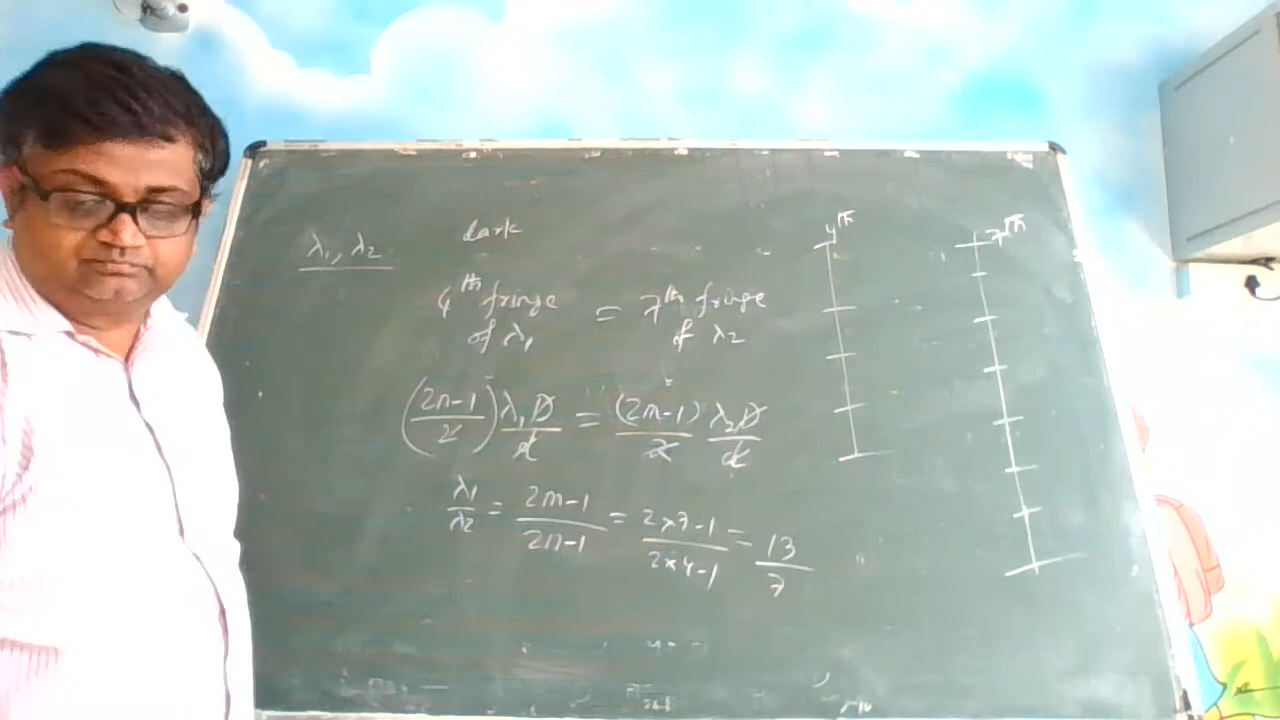 λ₁, λ₂
dark
4ᵗʰ
7ᵗʰ
4ᵗʰ fringe = 7ᵗʰ fringe
of λ₁ of λ₂
((2n-1)/2) λ₁D/d = (2m-1)/2 λ₂D/d
λ₁/λ₂ = (2m-1)/(2n-1) = (2×7-1)/(2×4-1) = 13/7